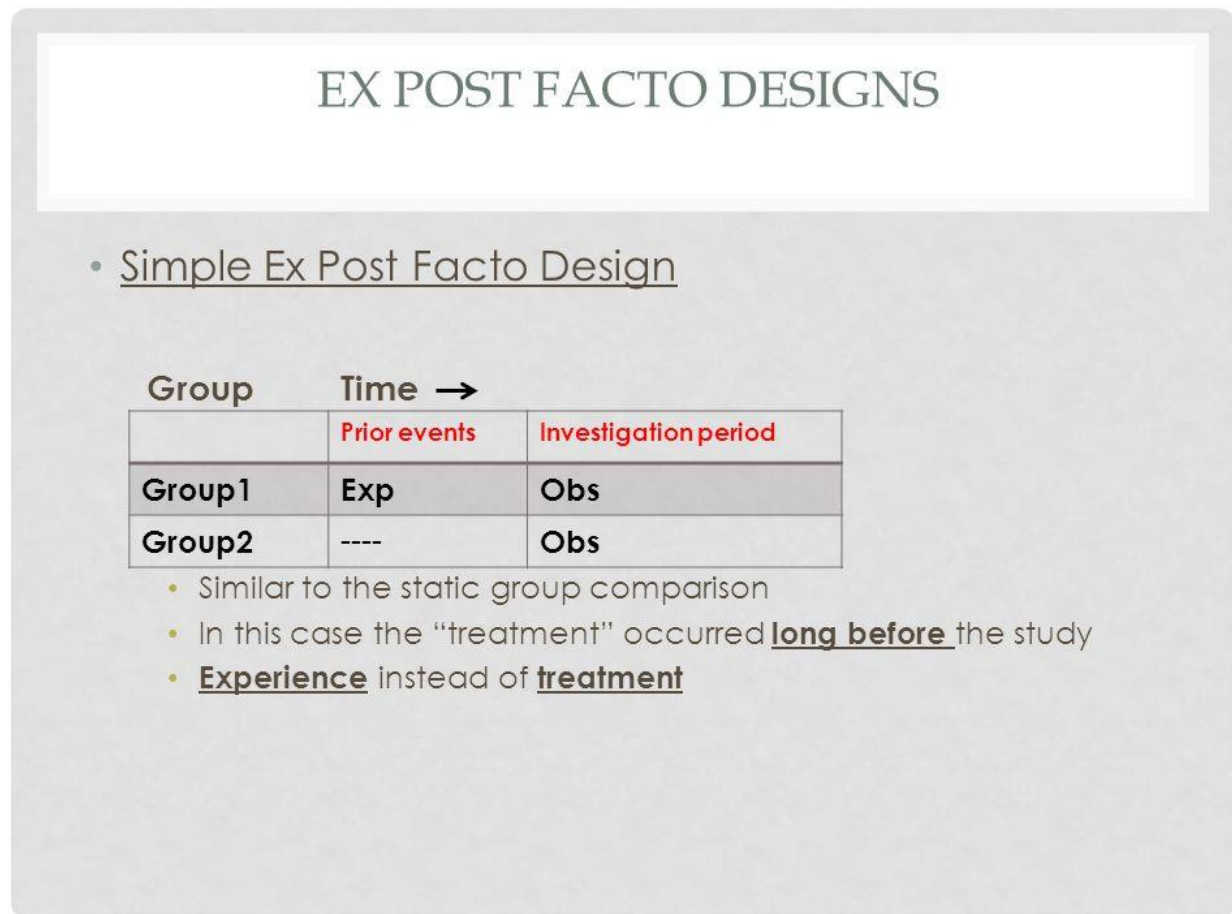 EX POST FACTO DESIGNS
• Simple Ex Post Facto Design
Group Time →
Prior events Investigation period
Group1 Exp Obs
Group2 ---- Obs
• Similar to the static group comparison
• In this case the “treatment” occurred long before the study
• Experience instead of treatment